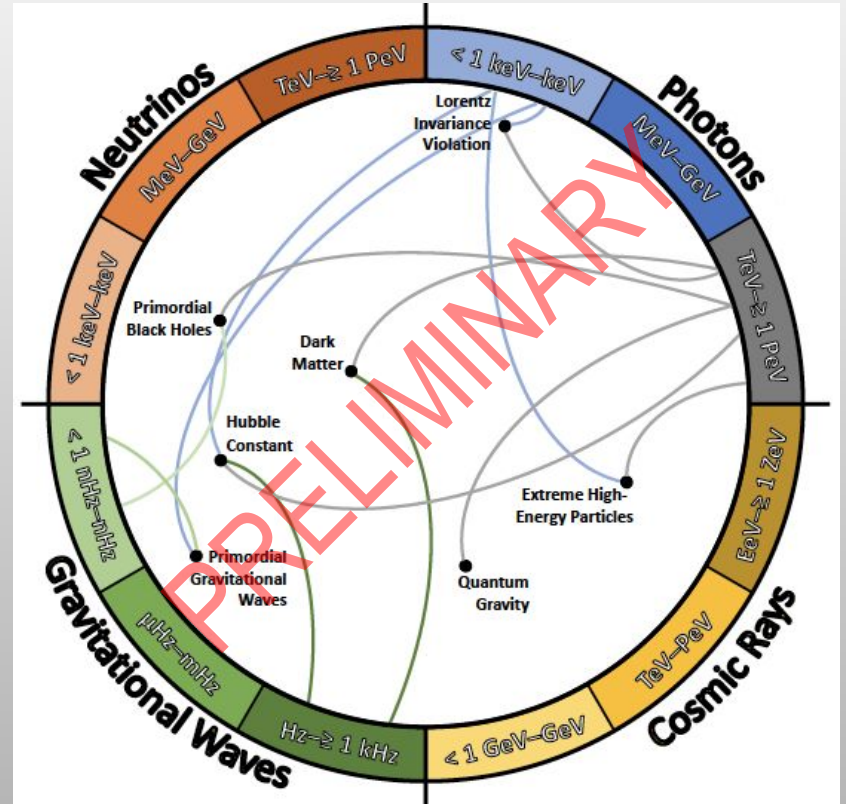 Neutrinos
TeV–≥ 1 PeV
MeV–GeV
< 1 keV–keV
Photons
< 1 keV–keV
MeV–GeV
TeV–≥ 1 PeV
Lorentz
Invariance
Violation
Primordial
Black Holes
Dark
Matter
Hubble
Constant
Extreme High-
Energy Particles
Primordial
Gravitational
Waves
Quantum
Gravity
PRELIMINARY
Gravitational Waves
< 1 nHz–nHz
μHz–mHz
Hz–≥ 1 kHz
Cosmic Rays
EeV–≥ 1 ZeV
TeV–PeV
< 1 GeV–GeV